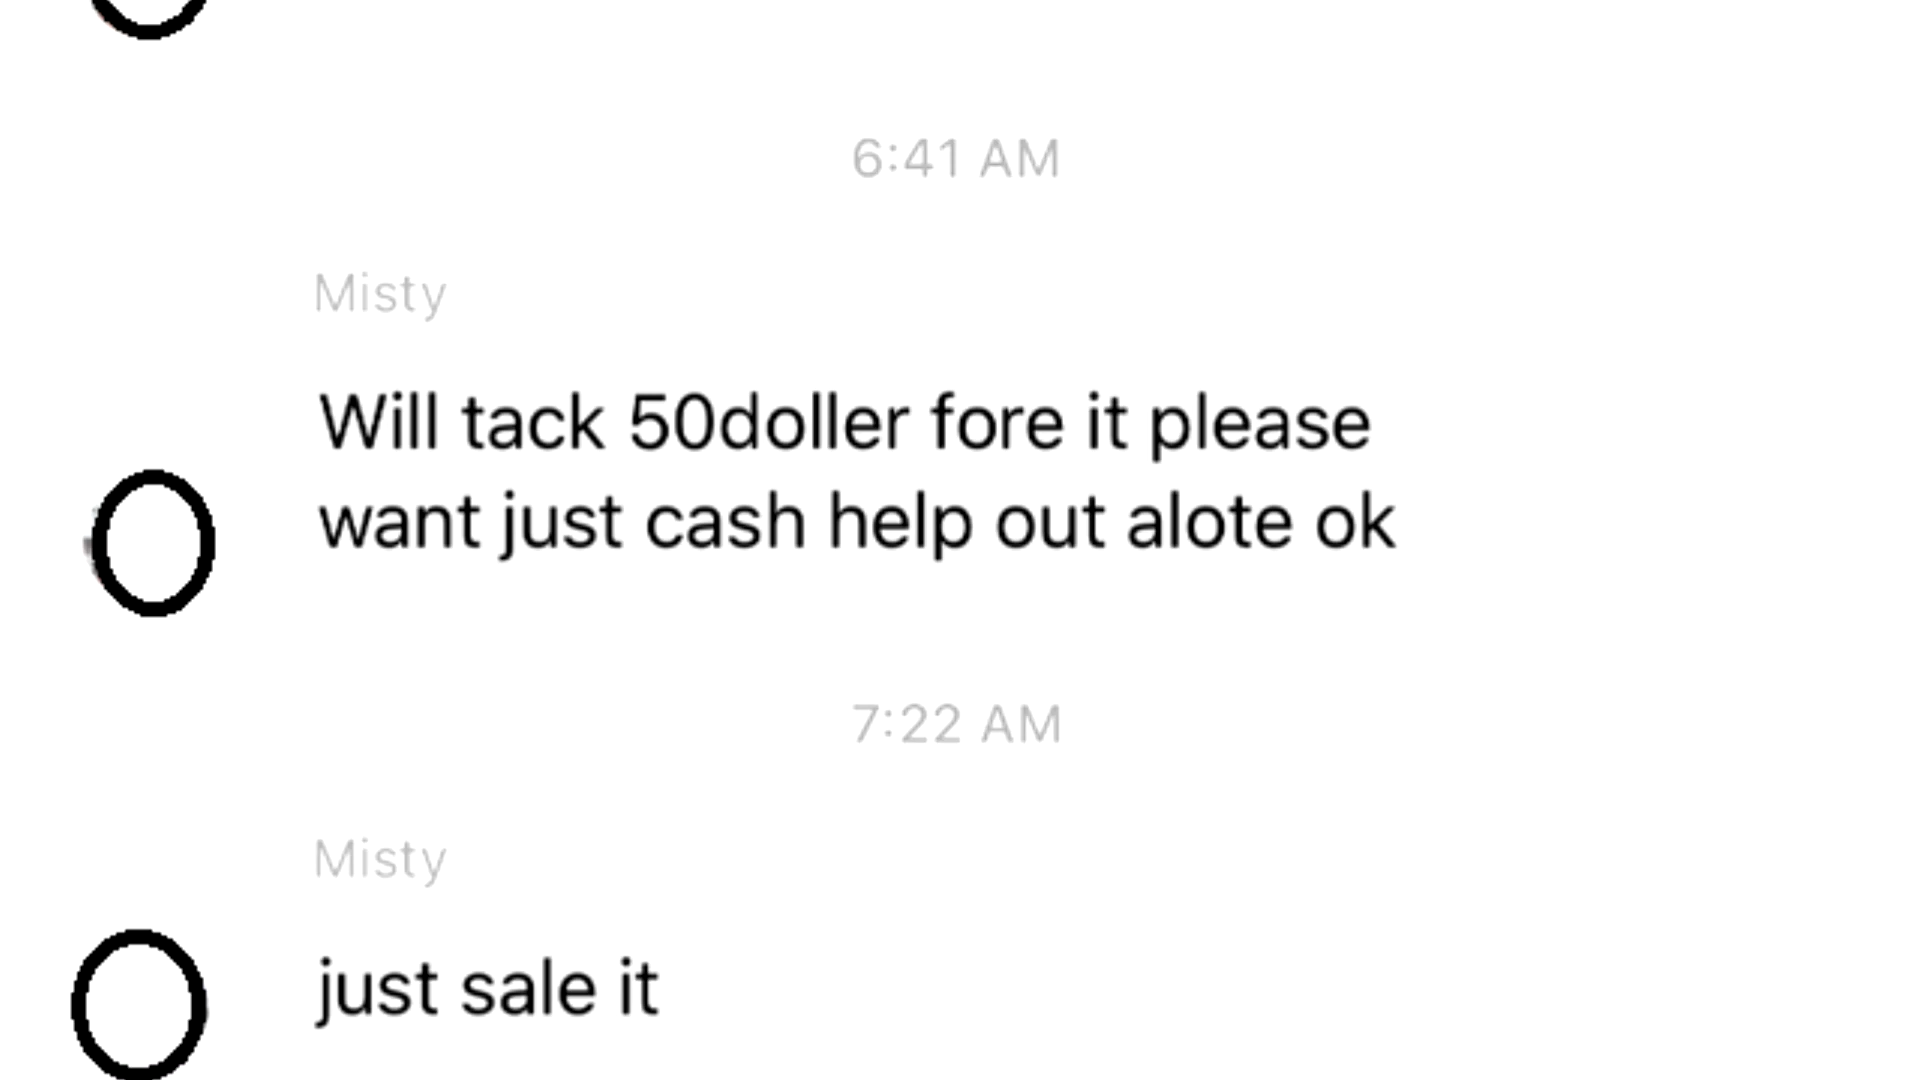 6:41 AM
Misty
Will tack 50doller fore it please
want just cash help out alote ok
7:22 AM
Misty
just sale it